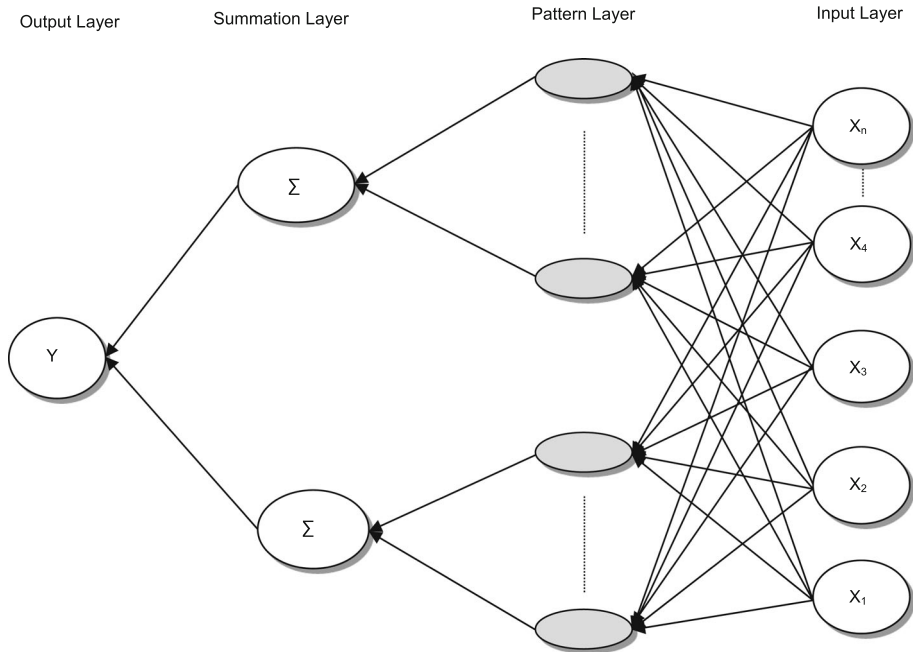 Output Layer
Summation Layer
Pattern Layer
Input Layer
Xn
∑
X4
Y
X3
X2
∑
X1